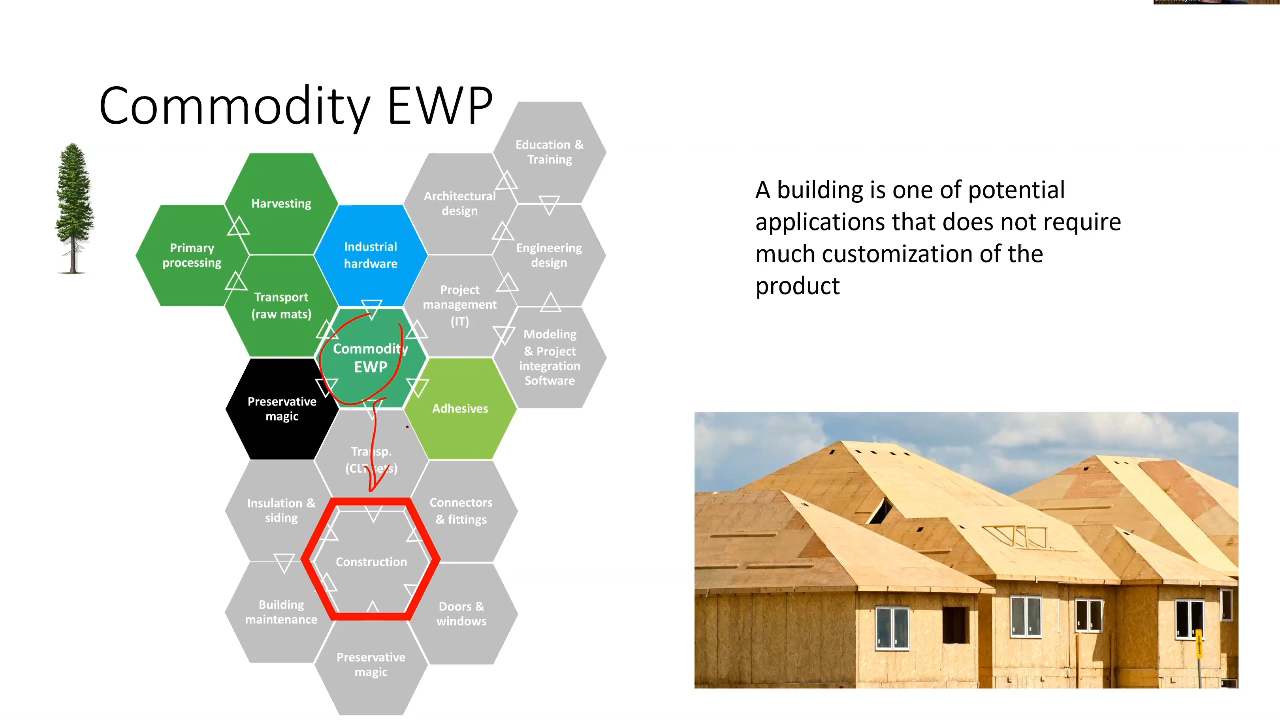 Commodity EWP
Education &
Training
Harvesting
Architectural
design
Primary
processing
Industrial
hardware
Engineering
design
Transport
(raw mats)
Project
management
(IT)
Commodity
EWP
Modeling
& Project
integration
Software
Preservative
magic
Adhesives
Transp.
Insulation &
siding
Connectors
& fittings
Construction
Building
maintenance
Doors &
windows
Preservative
magic
A building is one of potential
applications that does not require
much customization of the
product